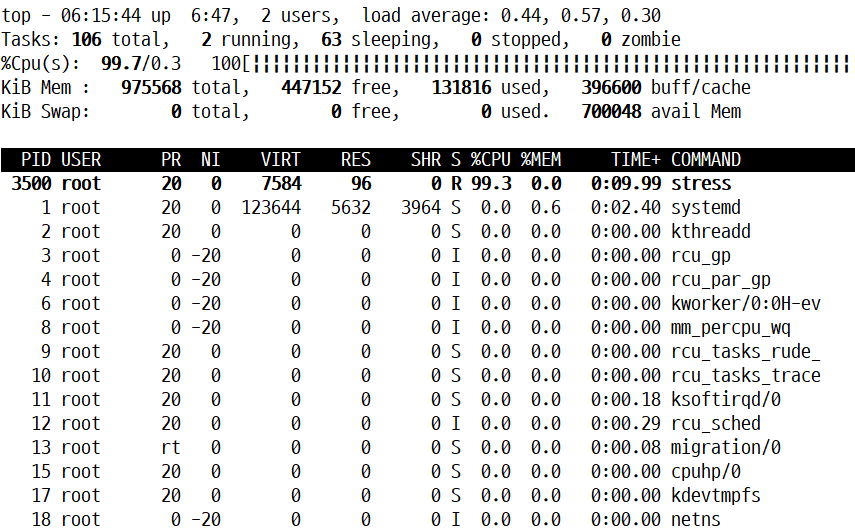 top - 06:15:44 up  6:47,  2 users,  load average: 0.44, 0.57, 0.30
Tasks: 106 total,   2 running,  63 sleeping,   0 stopped,   0 zombie
%Cpu(s):  99.7/0.3   100[||||||||||||||||||||||||||||||||||||||||||||||||||||||||||||
KiB Mem :   975568 total,   447152 free,   131816 used,   396600 buff/cache
KiB Swap:        0 total,        0 free,        0 used.   700048 avail Mem
  PID USER      PR  NI    VIRT    RES    SHR S %CPU %MEM     TIME+ COMMAND
 3500 root      20   0    7584     96      0 R 99.3  0.0   0:09.99 stress
    1 root      20   0  123644   5632   3964 S  0.0  0.6   0:02.40 systemd
    2 root      20   0       0      0      0 S  0.0  0.0   0:00.00 kthreadd
    3 root       0 -20       0      0      0 I  0.0  0.0   0:00.00 rcu_gp
    4 root       0 -20       0      0      0 I  0.0  0.0   0:00.00 rcu_par_gp
    6 root       0 -20       0      0      0 I  0.0  0.0   0:00.00 kworker/0:0H-ev
    8 root       0 -20       0      0      0 I  0.0  0.0   0:00.00 mm_percpu_wq
    9 root      20   0       0      0      0 S  0.0  0.0   0:00.00 rcu_tasks_rude_
   10 root      20   0       0      0      0 S  0.0  0.0   0:00.00 rcu_tasks_trace
   11 root      20   0       0      0      0 S  0.0  0.0   0:00.18 ksoftirqd/0
   12 root      20   0       0      0      0 I  0.0  0.0   0:00.29 rcu_sched
   13 root      rt   0       0      0      0 S  0.0  0.0   0:00.08 migration/0
   15 root      20   0       0      0      0 S  0.0  0.0   0:00.00 cpuhp/0
   17 root      20   0       0      0      0 S  0.0  0.0   0:00.00 kdevtmpfs
   18 root       0 -20       0      0      0 I  0.0  0.0   0:00.00 netns